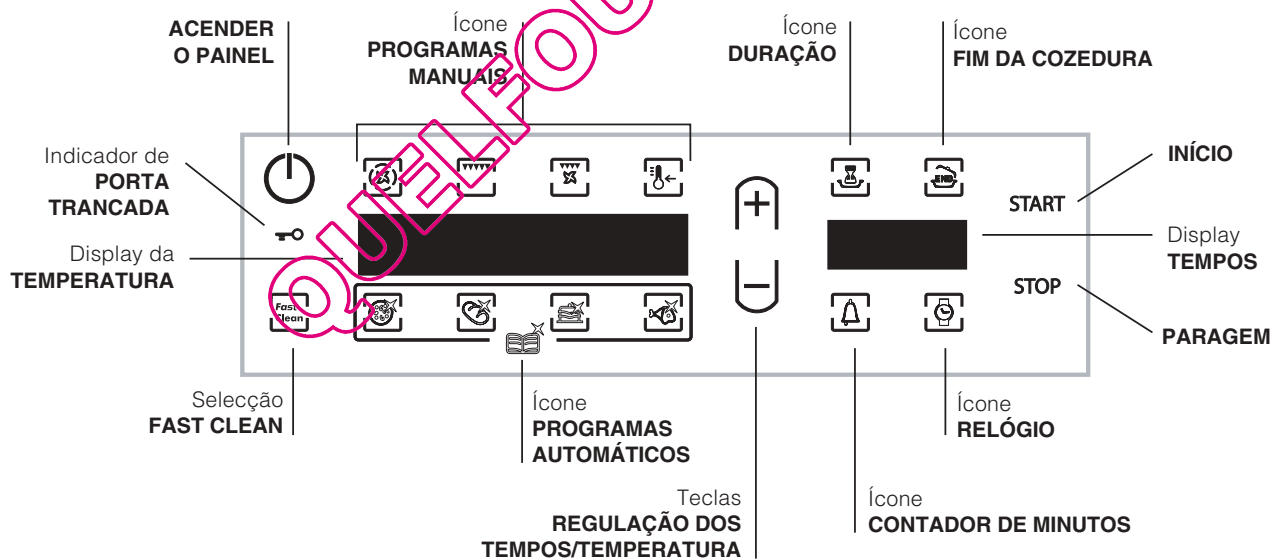 ACENDER
O PAINEL
Ícone
PROGRAMAS
MANUAIS
Ícone
DURAÇÃO
Ícone
FIM DA COZEDURA
Indicador de
PORTA
TRANCADA
Display da
TEMPERATURA
INÍCIO
START
END
Display
TEMPOS
STOP
PARAGEM
Fast
Clean
Selecção
FAST CLEAN
Ícone
PROGRAMAS
AUTOMÁTICOS
Teclas
REGULAÇÃO DOS
TEMPOS/TEMPERATURA
Ícone
RELÓGIO
Ícone
CONTADOR DE MINUTOS
QUELFOU